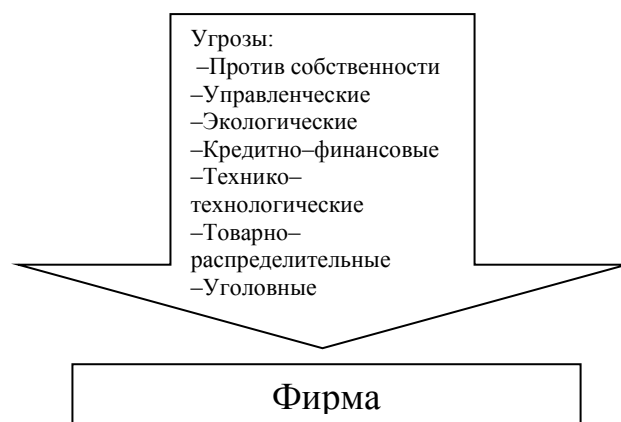 Угрозы:
–Против собственности
–Управленческие
–Экологические
–Кредитно–финансовые
–Технико–
технологические
–Товарно–
распределительные
–Уголовные
Фирма